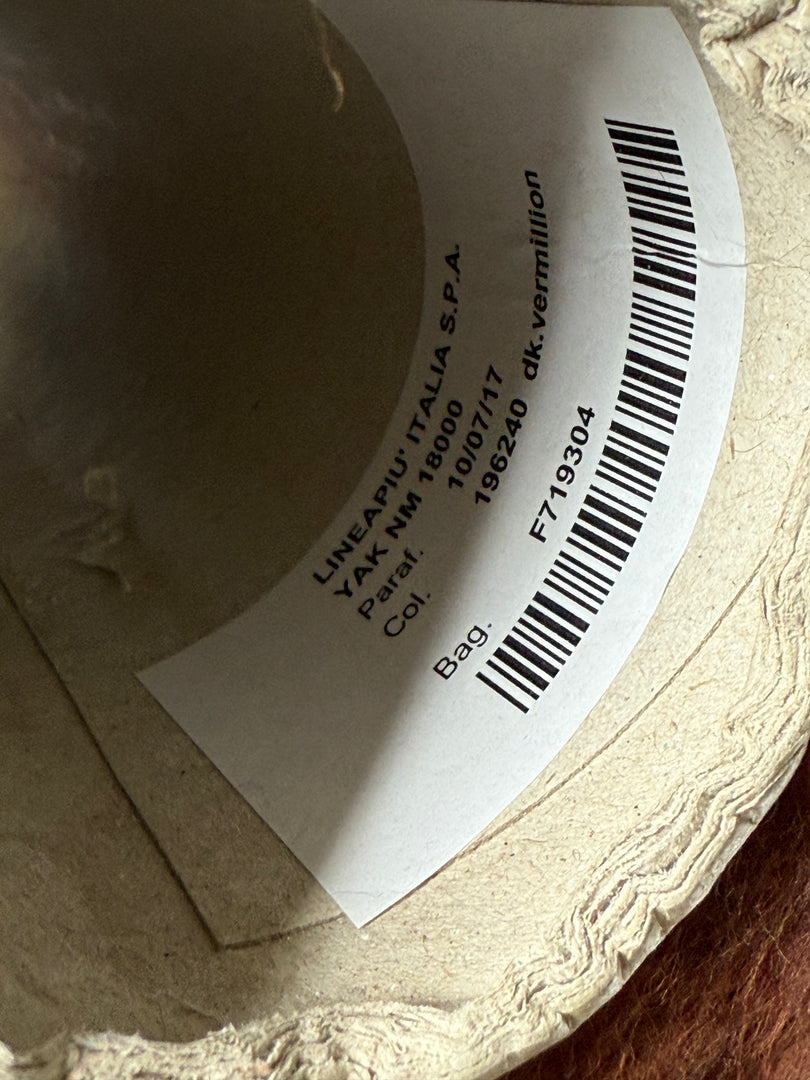 LINEAPIU' ITALIA S.P.A.
YAK NM 18000
Paraf. 10/07/17
Col. 196240 dk.vermillion
Bag. F719304